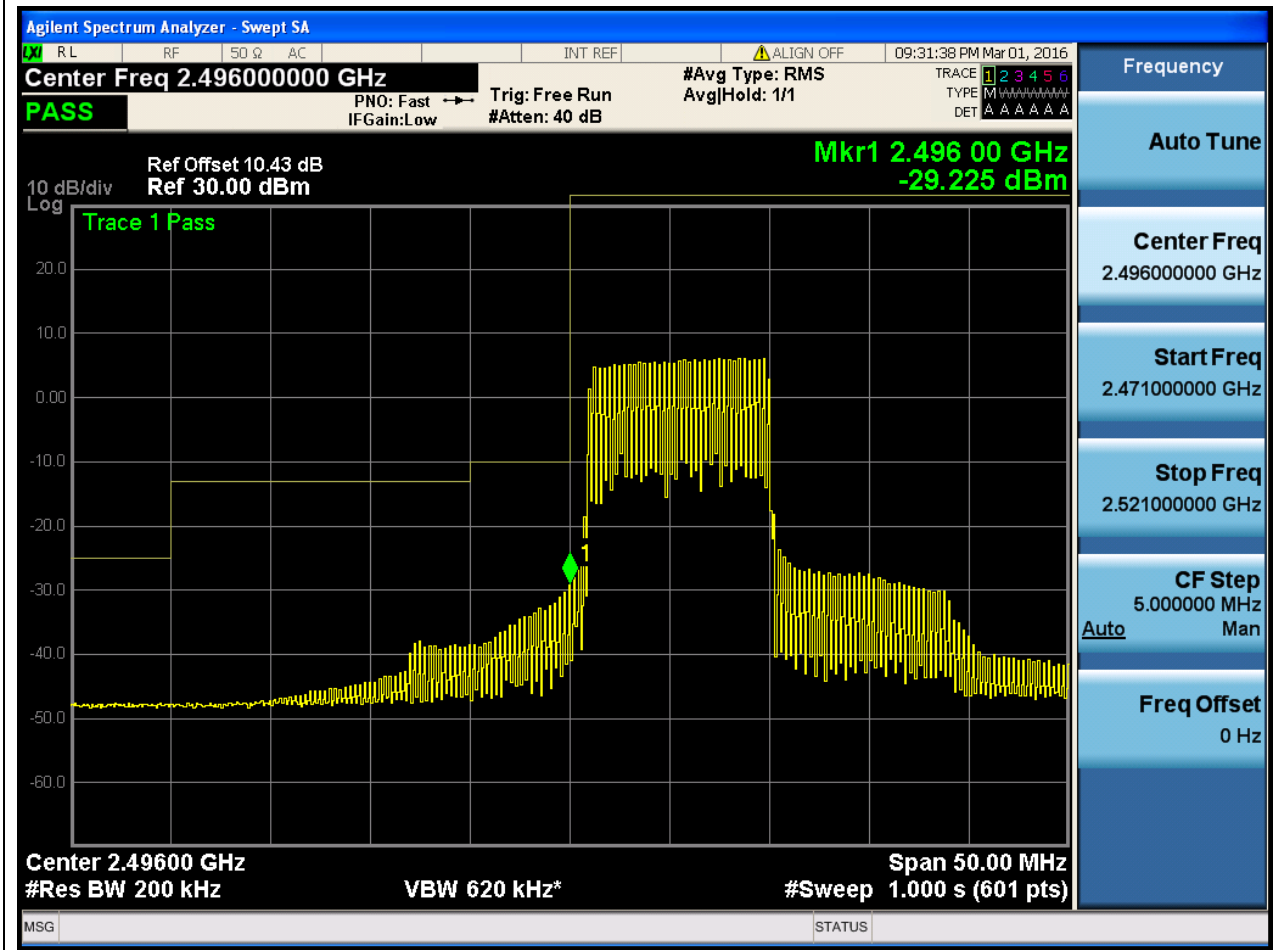 Agilent Spectrum Analyzer - Swept SA
LXI RL RF 50 Ω AC INT REF ALIGN OFF 09:31:38 PM Mar 01, 2016
Center Freq 2.496000000 GHz
PASS
PNO: Fast
IFGain:Low
Trig: Free Run
#Atten: 40 dB
#Avg Type: RMS
Avg|Hold: 1/1
TRACE 1 2 3 4 5 6
TYPE M W W W W W
DET A A A A A A
Mkr1 2.496 00 GHz
-29.225 dBm
Ref Offset 10.43 dB
10 dB/div Ref 30.00 dBm
Log
Trace 1 Pass
20.0
10.0
0.00
-10.0
-20.0
1
-30.0
-40.0
-50.0
-60.0
Center 2.49600 GHz Span 50.00 MHz
#Res BW 200 kHz VBW 620 kHz* #Sweep 1.000 s (601 pts)
MSG STATUS
Frequency
Auto Tune
Center Freq
2.496000000 GHz
Start Freq
2.471000000 GHz
Stop Freq
2.521000000 GHz
CF Step
5.000000 MHz
Auto Man
Freq Offset
0 Hz